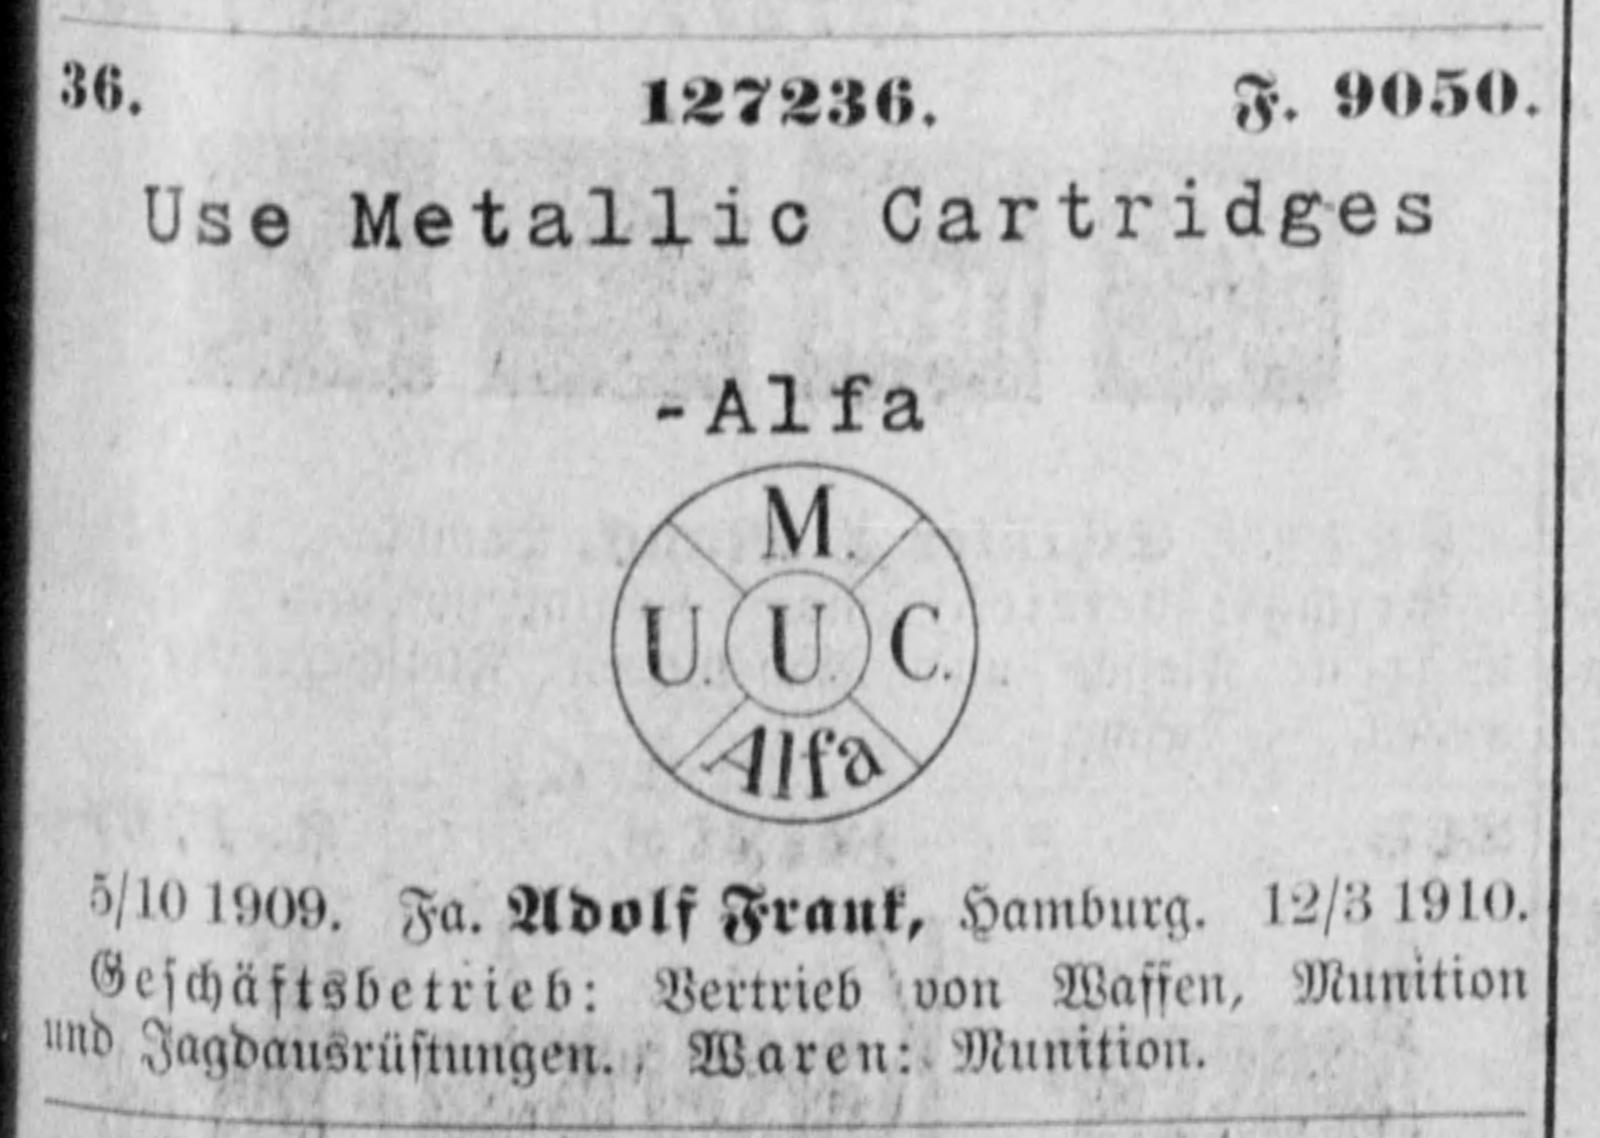 36. 127236. F. 9050.
Use Metallic Cartridges
-Alfa
M.
U. U. C.
Alfa
5/10 1909. Fa. Adolf Frank, Hamburg. 12/3 1910.
Geſchäftsbetrieb: Vertrieb von Waffen, Munition
und Jagdausrüſtungen. Waren: Munition.